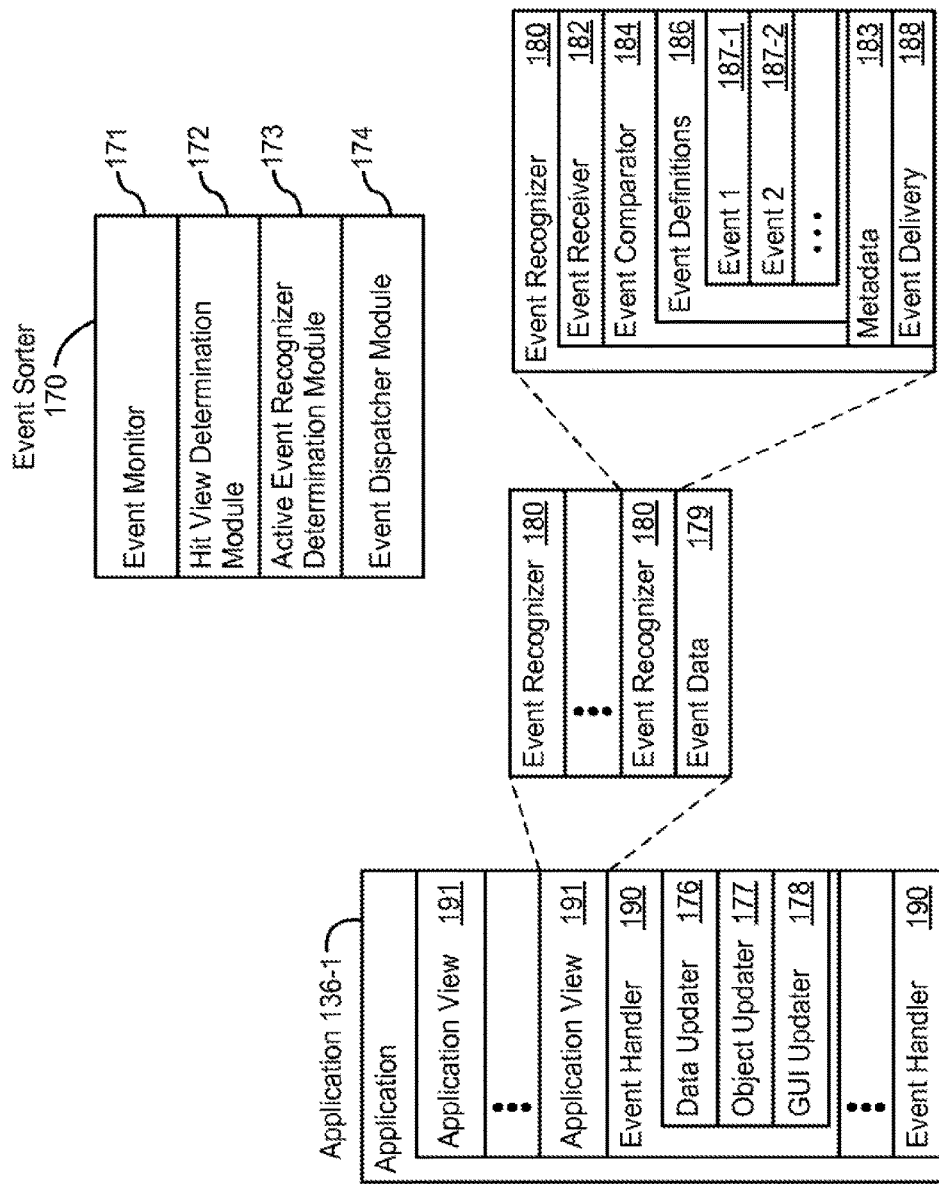 Event Sorter
170
Event Monitor
171
Hit View Determination
Module
172
Active Event Recognizer
Determination Module
173
Event Dispatcher Module
174
Application 136-1
Application
Application View 191
•••
Application View 191
Event Handler 190
Data Updater 176
Object Updater 177
GUI Updater 178
•••
Event Handler 190
Event Recognizer 180
•••
Event Recognizer 180
Event Data 179
Event Recognizer 180
Event Receiver 182
Event Comparator 184
Event Definitions 186
Event 1 187-1
Event 2 187-2
•••
Metadata 183
Event Delivery 188